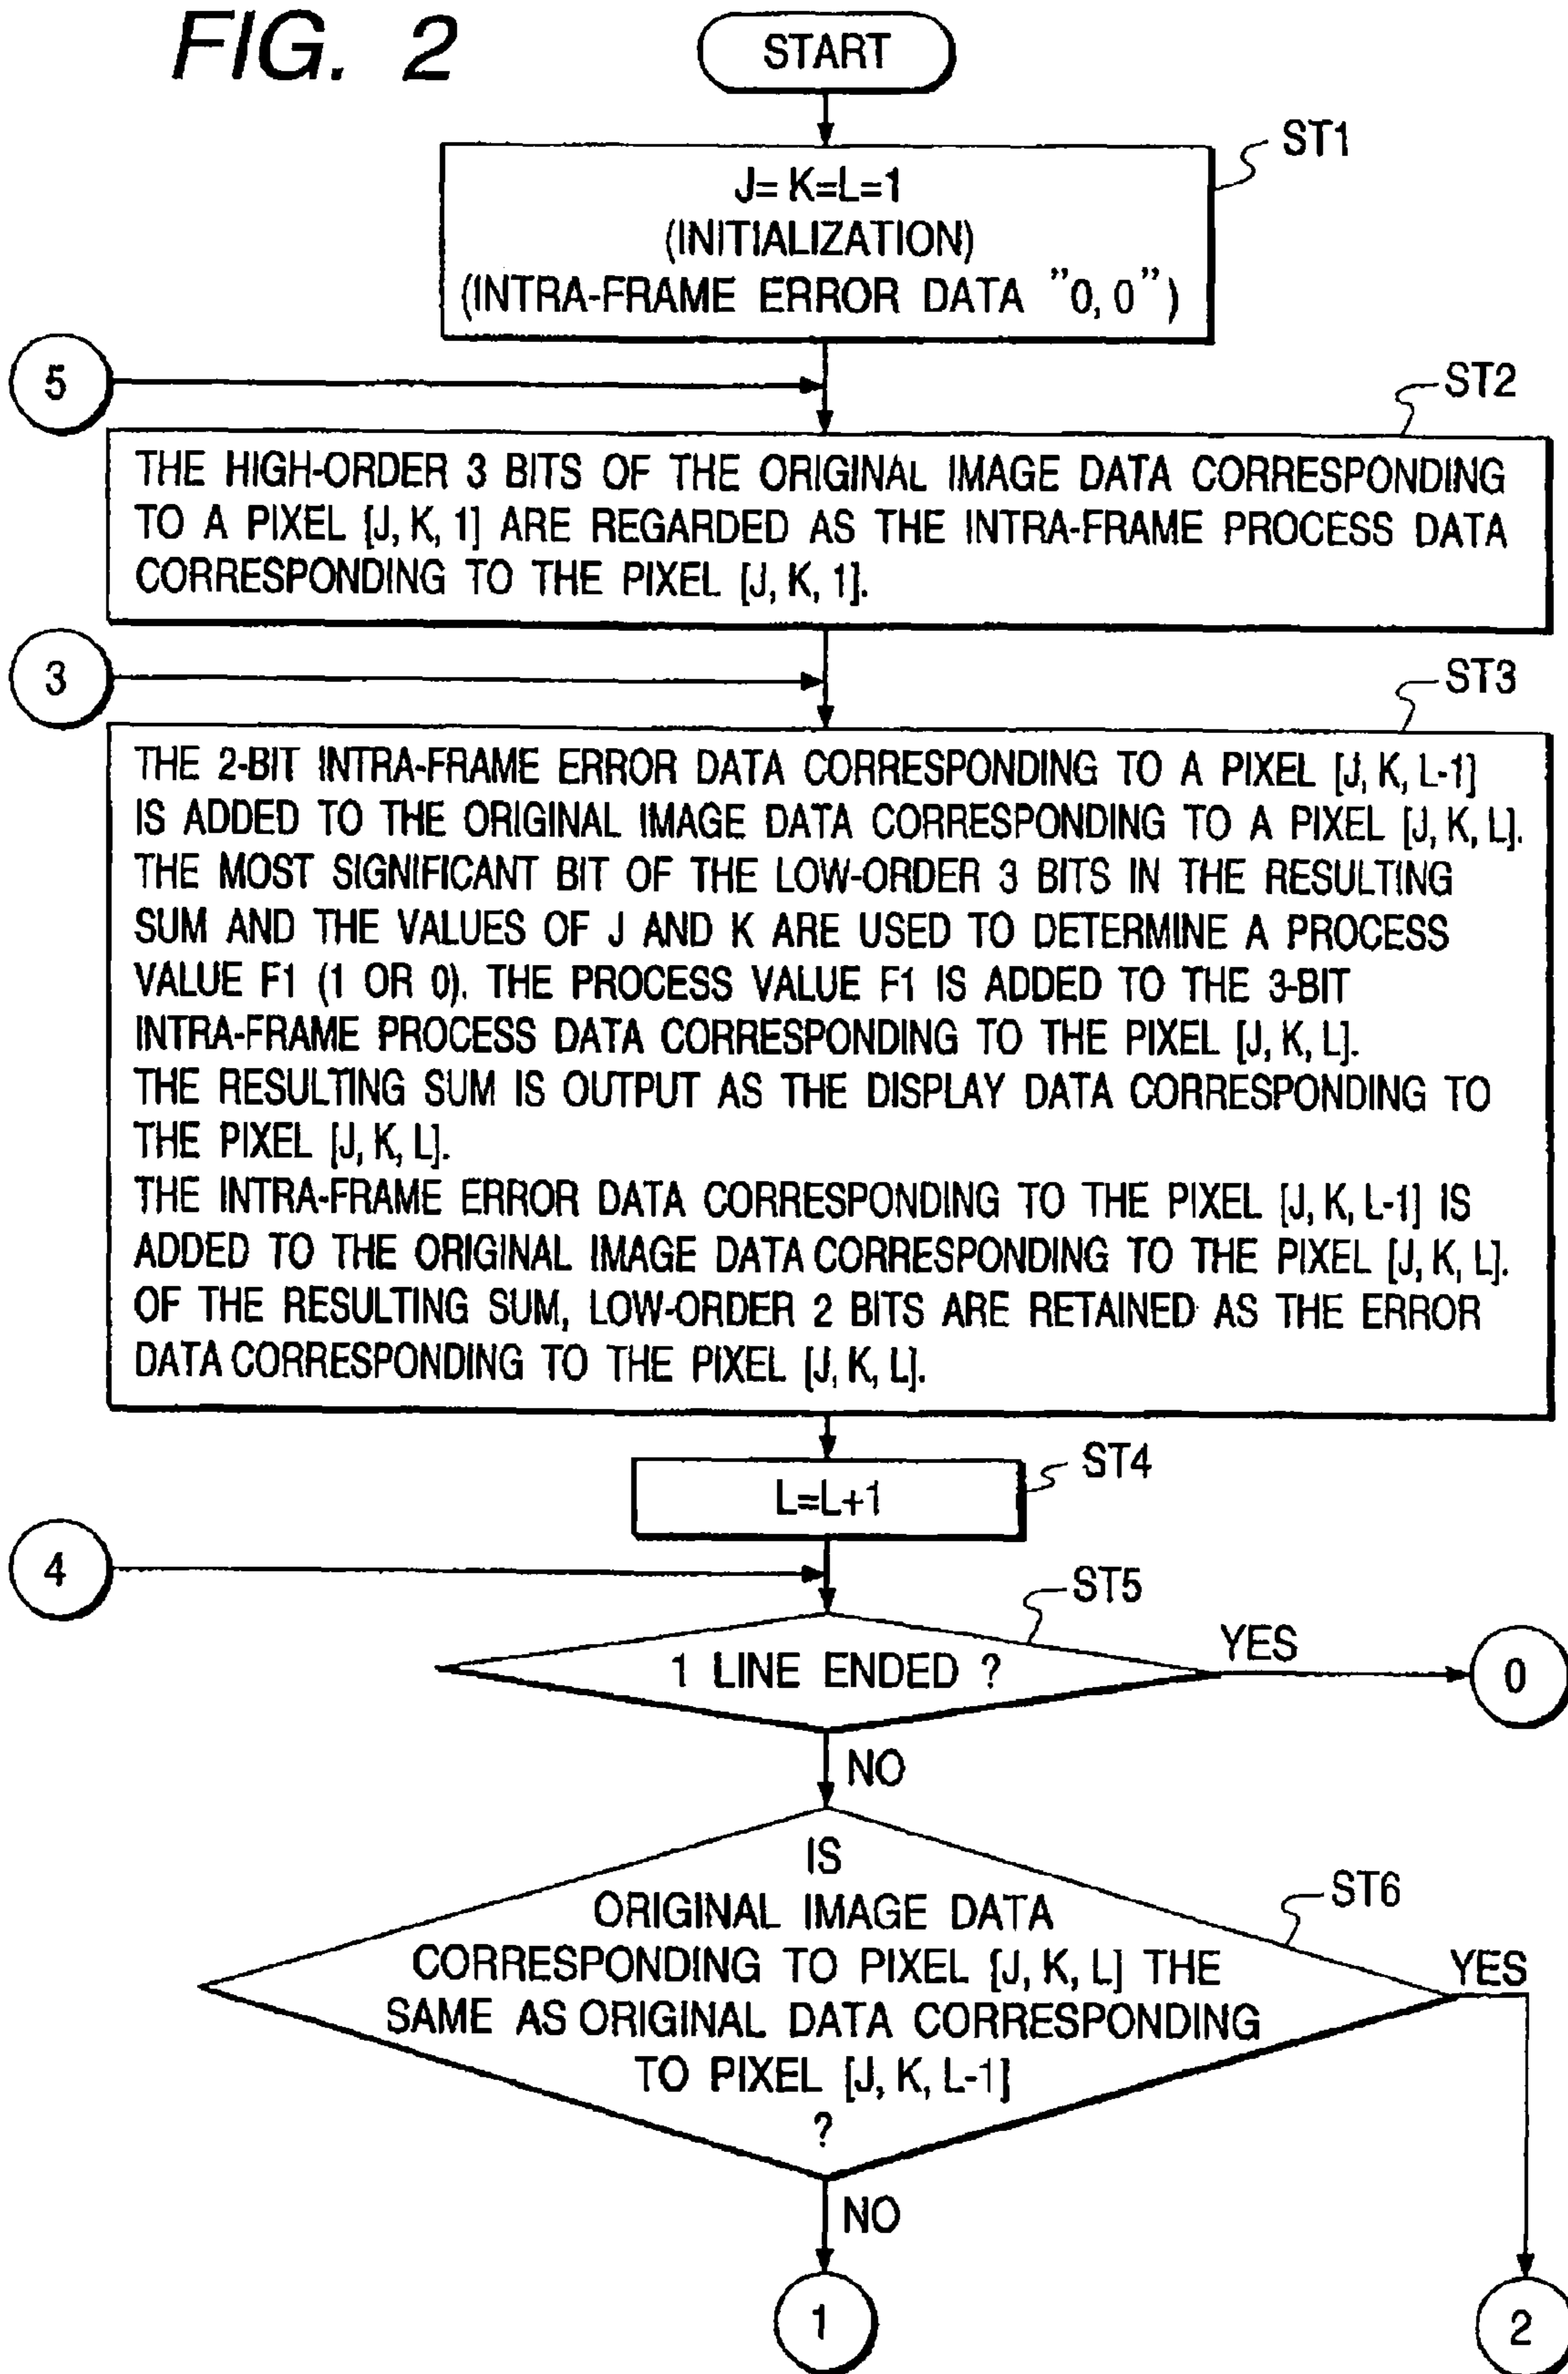 FIG. 2
START
ST1
J= K=L=1
(INITIALIZATION)
(INTRA-FRAME ERROR DATA "0, 0")
5
ST2
THE HIGH-ORDER 3 BITS OF THE ORIGINAL IMAGE DATA CORRESPONDING
TO A PIXEL [J, K, 1] ARE REGARDED AS THE INTRA-FRAME PROCESS DATA
CORRESPONDING TO THE PIXEL [J, K, 1].
3
ST3
THE 2-BIT INTRA-FRAME ERROR DATA CORRESPONDING TO A PIXEL [J, K, L-1]
IS ADDED TO THE ORIGINAL IMAGE DATA CORRESPONDING TO A PIXEL [J, K, L].
THE MOST SIGNIFICANT BIT OF THE LOW-ORDER 3 BITS IN THE RESULTING
SUM AND THE VALUES OF J AND K ARE USED TO DETERMINE A PROCESS
VALUE F1 (1 OR 0). THE PROCESS VALUE F1 IS ADDED TO THE 3-BIT
INTRA-FRAME PROCESS DATA CORRESPONDING TO THE PIXEL [J, K, L].
THE RESULTING SUM IS OUTPUT AS THE DISPLAY DATA CORRESPONDING TO
THE PIXEL [J, K, L].
THE INTRA-FRAME ERROR DATA CORRESPONDING TO THE PIXEL [J, K, L-1] IS
ADDED TO THE ORIGINAL IMAGE DATA CORRESPONDING TO THE PIXEL [J, K, L].
OF THE RESULTING SUM, LOW-ORDER 2 BITS ARE RETAINED AS THE ERROR
DATA CORRESPONDING TO THE PIXEL [J, K, L].
ST4
L=L+1
4
ST5
1 LINE ENDED ?
YES
0
NO
ST6
IS
ORIGINAL IMAGE DATA
CORRESPONDING TO PIXEL [J, K, L] THE
SAME AS ORIGINAL DATA CORRESPONDING
TO PIXEL [J, K, L-1]
?
YES
NO
1
2